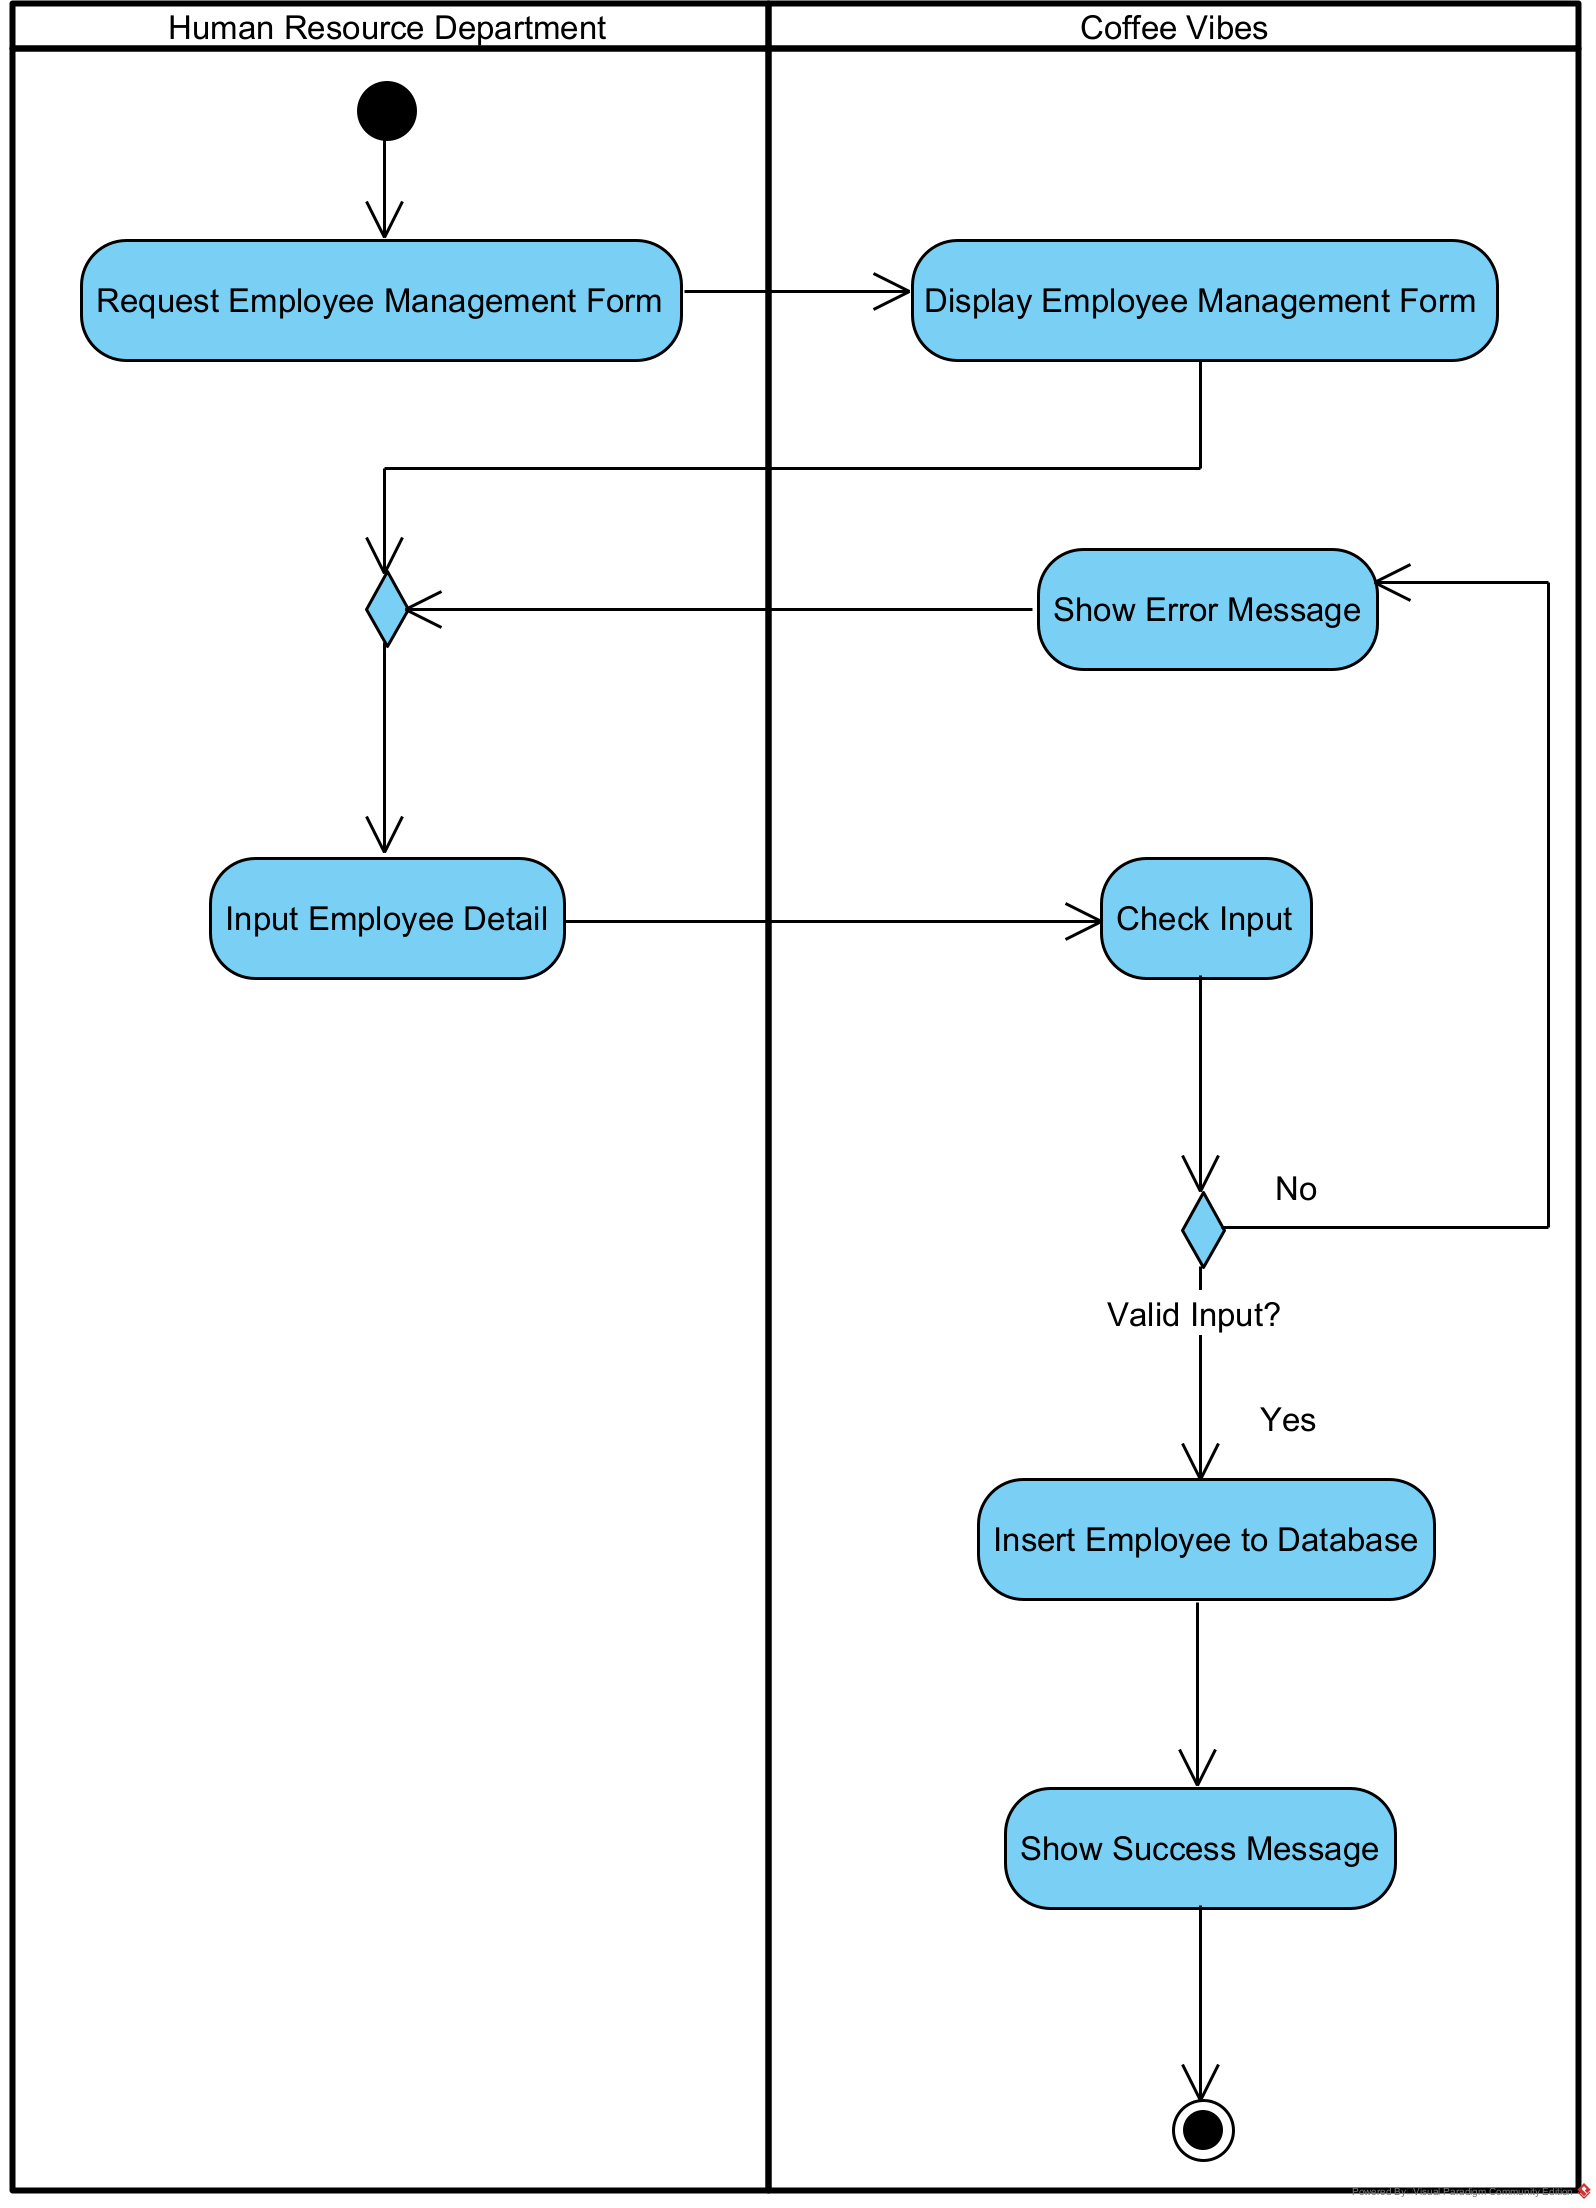 Human Resource Department
Coffee Vibes
Request Employee Management Form
Display Employee Management Form
Show Error Message
Input Employee Detail
Check Input
No
Valid Input?
Yes
Insert Employee to Database
Show Success Message
Powered By: Visual Paradigm Community Edition